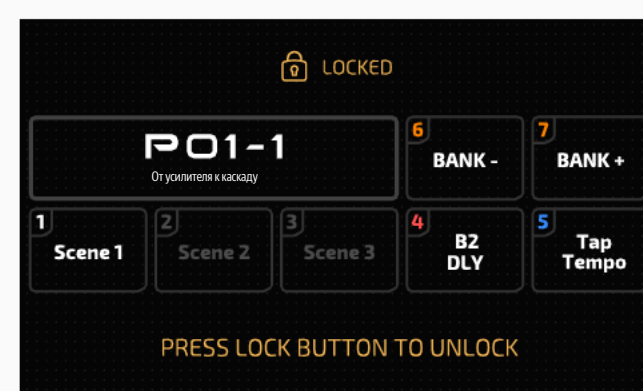 LOCKED
P01-1
От усилителя к каскаду
6
BANK -
7
BANK +
1
Scene 1
2
Scene 2
3
Scene 3
4
B2
DLY
5
Tap
Tempo
PRESS LOCK BUTTON TO UNLOCK